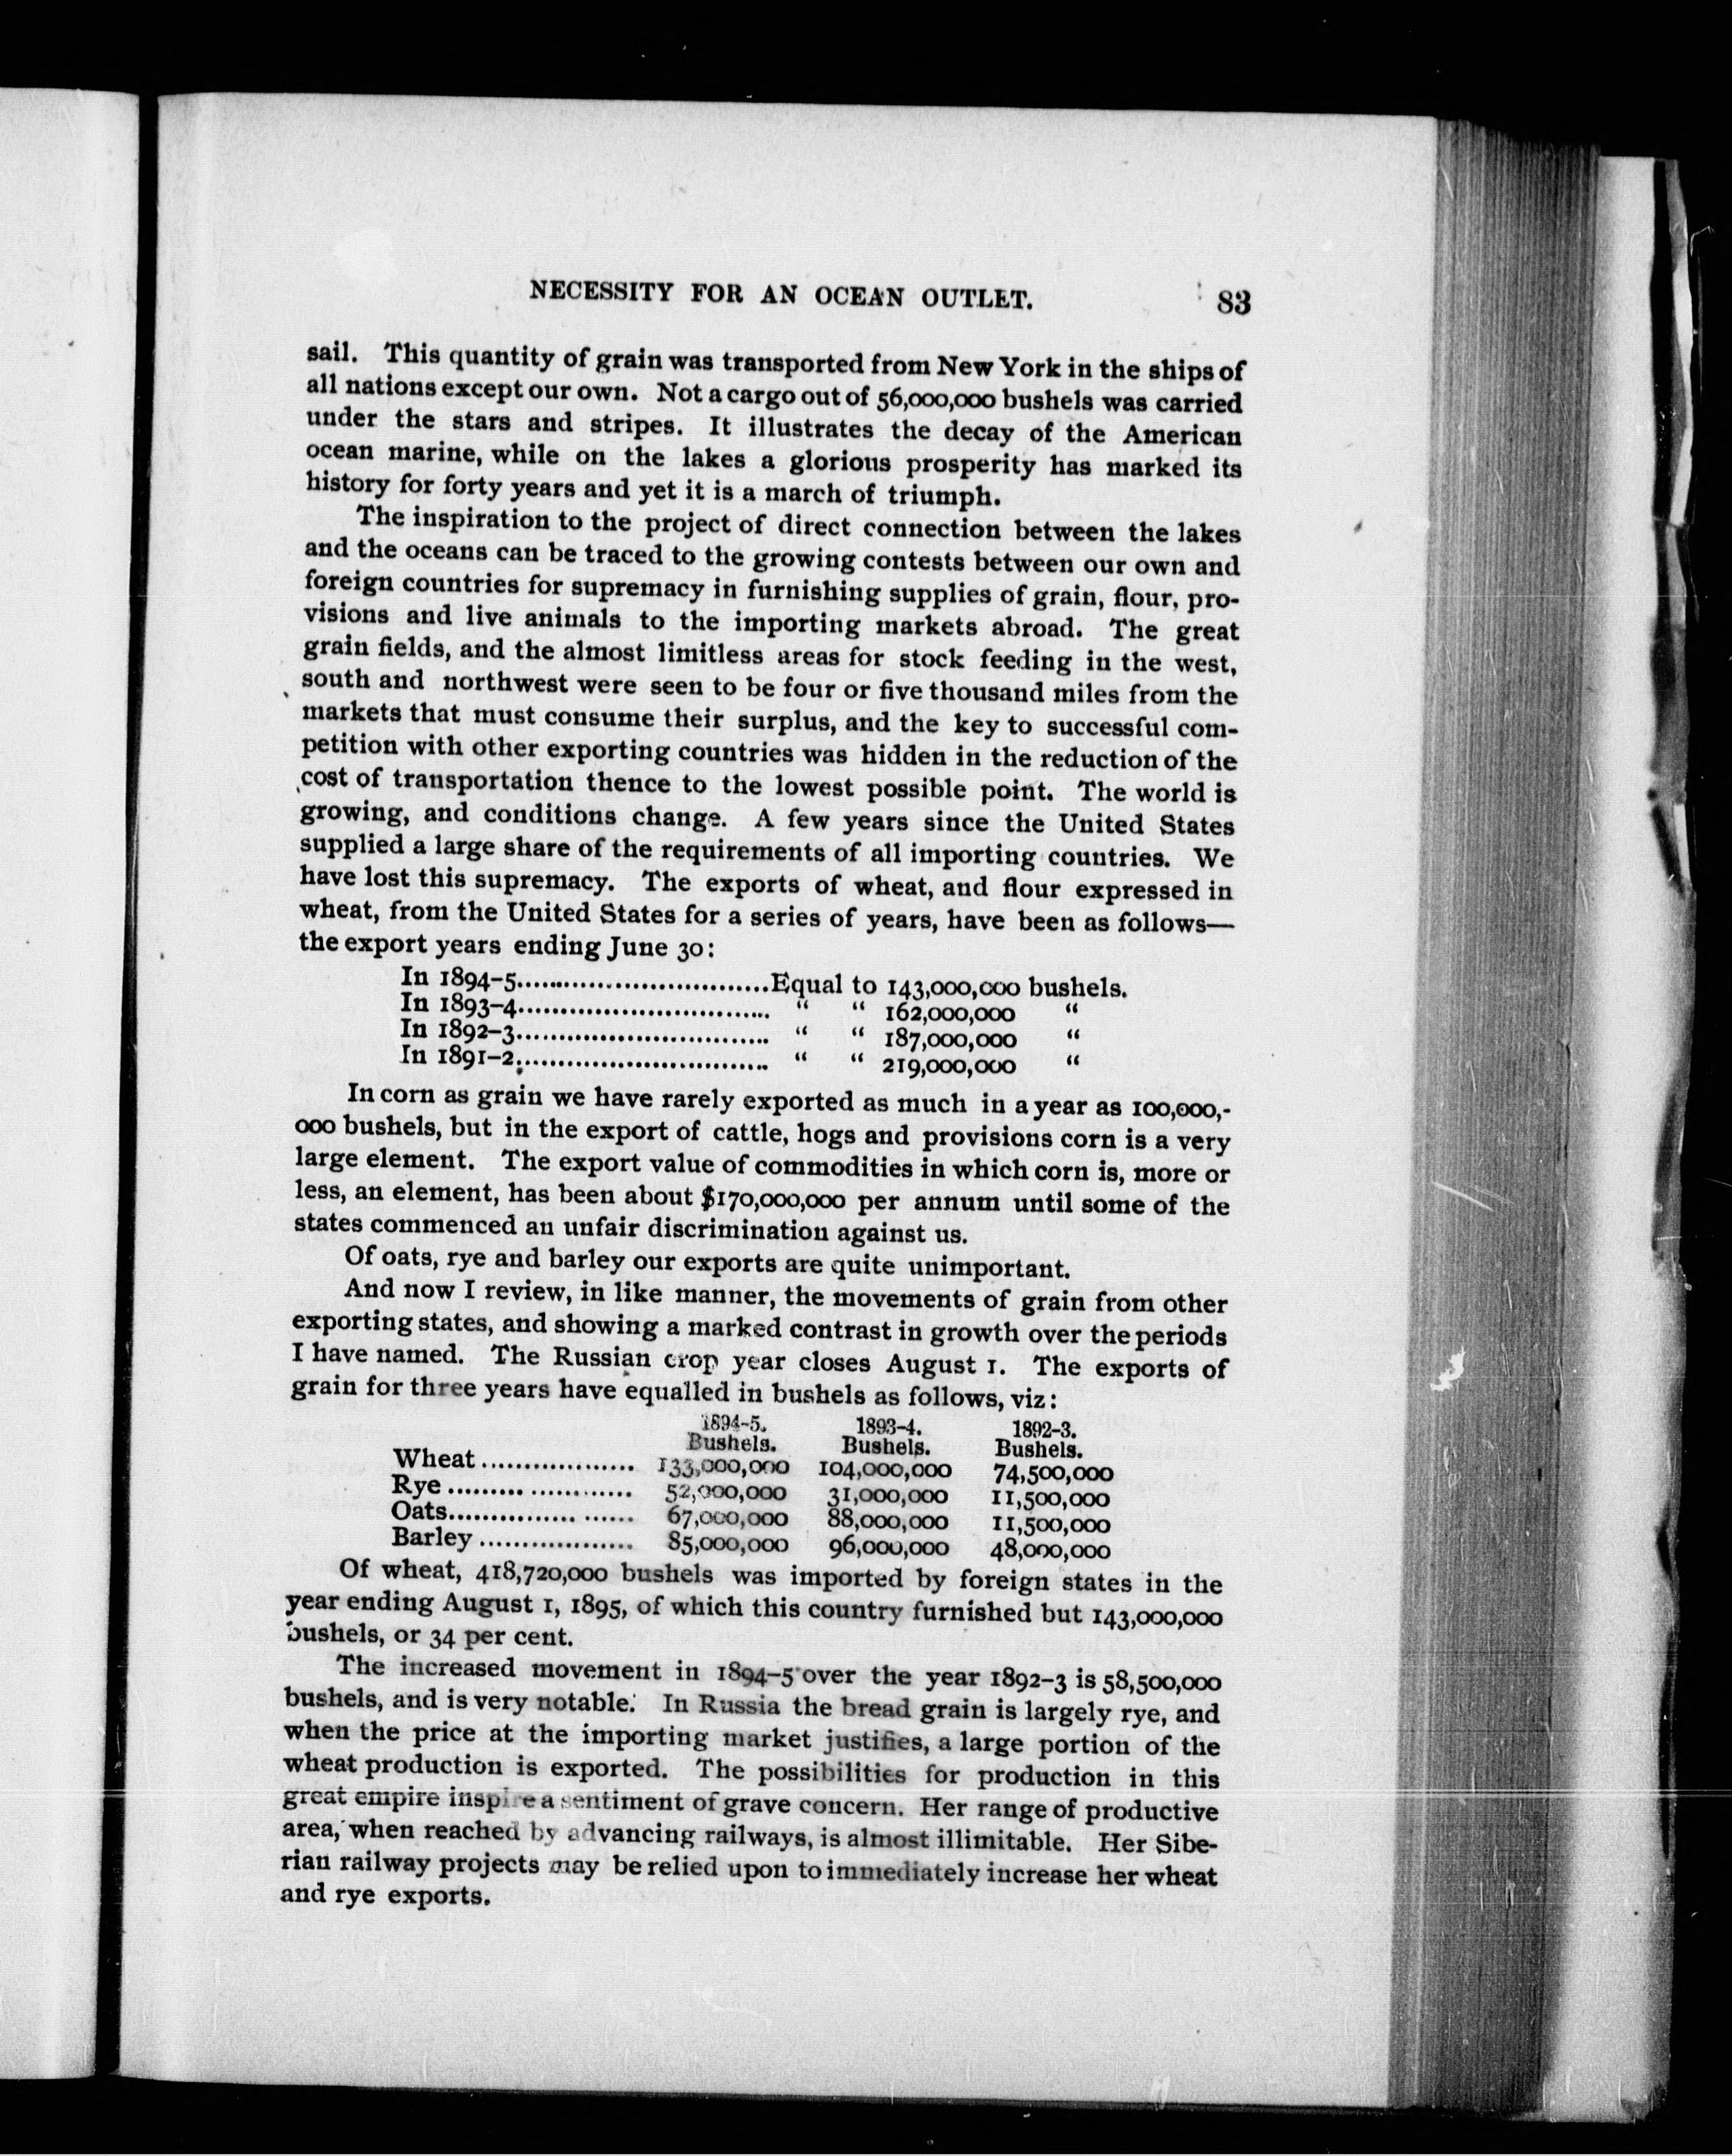 NECESSITY FOR AN OCEAN OUTLET. 83
sail. This quantity of grain was transported from New York in the ships of
all nations except our own. Not a cargo out of 56,000,000 bushels was carried
under the stars and stripes. It illustrates the decay of the American
ocean marine, while on the lakes a glorious prosperity has marked its
history for forty years and yet it is a march of triumph.
The inspiration to the project of direct connection between the lakes
and the oceans can be traced to the growing contests between our own and
foreign countries for supremacy in furnishing supplies of grain, flour, pro-
visions and live animals to the importing markets abroad. The great
grain fields, and the almost limitless areas for stock feeding in the west,
south and northwest were seen to be four or five thousand miles from the
markets that must consume their surplus, and the key to successful com-
petition with other exporting countries was hidden in the reduction of the
cost of transportation thence to the lowest possible point. The world is
growing, and conditions change. A few years since the United States
supplied a large share of the requirements of all importing countries. We
have lost this supremacy. The exports of wheat, and flour expressed in
wheat, from the United States for a series of years, have been as follows—
the export years ending June 30:
In 1894-5..............................Equal to 143,000,000 bushels.
In 1893-4.............................. " " 162,000,000 "
In 1892-3.............................. " " 187,000,000 "
In 1891-2.............................. " " 219,000,000 "
In corn as grain we have rarely exported as much in a year as 100,000,-
000 bushels, but in the export of cattle, hogs and provisions corn is a very
large element. The export value of commodities in which corn is, more or
less, an element, has been about $170,000,000 per annum until some of the
states commenced an unfair discrimination against us.
Of oats, rye and barley our exports are quite unimportant.
And now I review, in like manner, the movements of grain from other
exporting states, and showing a marked contrast in growth over the periods
I have named. The Russian crop year closes August 1. The exports of
grain for three years have equalled in bushels as follows, viz:
1894-5. 1893-4. 1892-3.
Bushels. Bushels. Bushels.
Wheat .................. 133,000,000 104,000,000 74,500,000
Rye ......... ............ 52,000,000 31,000,000 11,500,000
Oats............... ...... 67,000,000 88,000,000 11,500,000
Barley .................. 85,000,000 96,000,000 48,000,000
Of wheat, 418,720,000 bushels was imported by foreign states in the
year ending August 1, 1895, of which this country furnished but 143,000,000
bushels, or 34 per cent.
The increased movement in 1894-5 over the year 1892-3 is 58,500,000
bushels, and is very notable. In Russia the bread grain is largely rye, and
when the price at the importing market justifies, a large portion of the
wheat production is exported. The possibilities for production in this
great empire inspire a sentiment of grave concern. Her range of productive
area, when reached by advancing railways, is almost illimitable. Her Sibe-
rian railway projects may be relied upon to immediately increase her wheat
and rye exports.